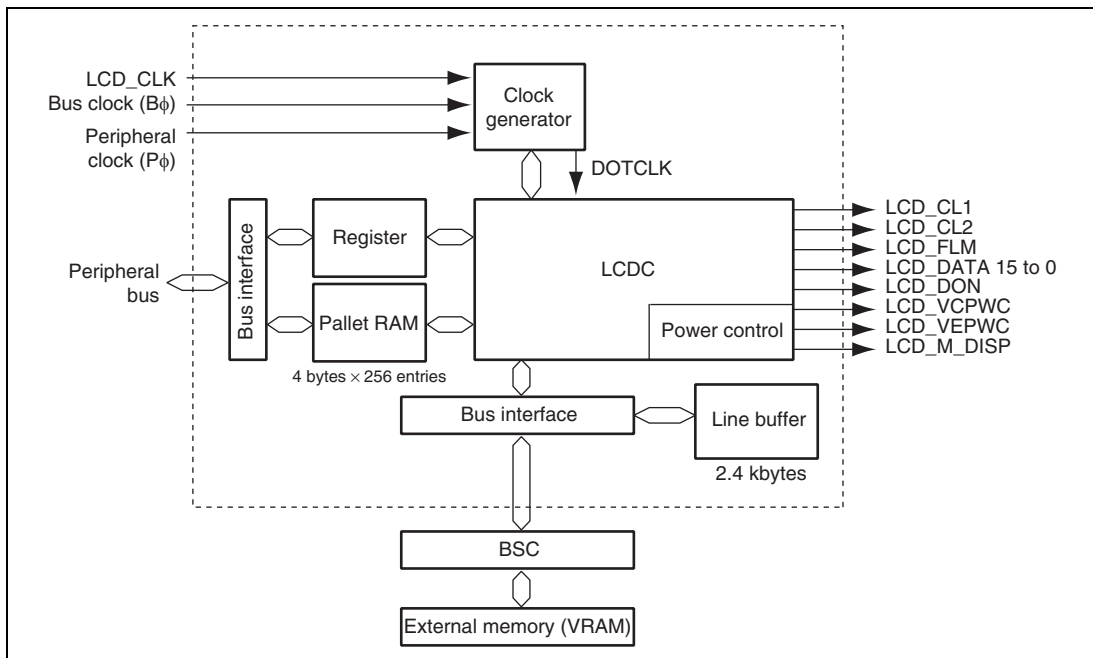 LCD_CLK
Bus clock (Bϕ)
Peripheral
clock (Pϕ)
Clock
generator
DOTCLK
Peripheral
bus
Bus interface
Register
Pallet RAM
4 bytes × 256 entries
LCDC
Power control
LCD_CL1
LCD_CL2
LCD_FLM
LCD_DATA 15 to 0
LCD_DON
LCD_VCPWC
LCD_VEPWC
LCD_M_DISP
Bus interface
Line buffer
2.4 kbytes
BSC
External memory (VRAM)